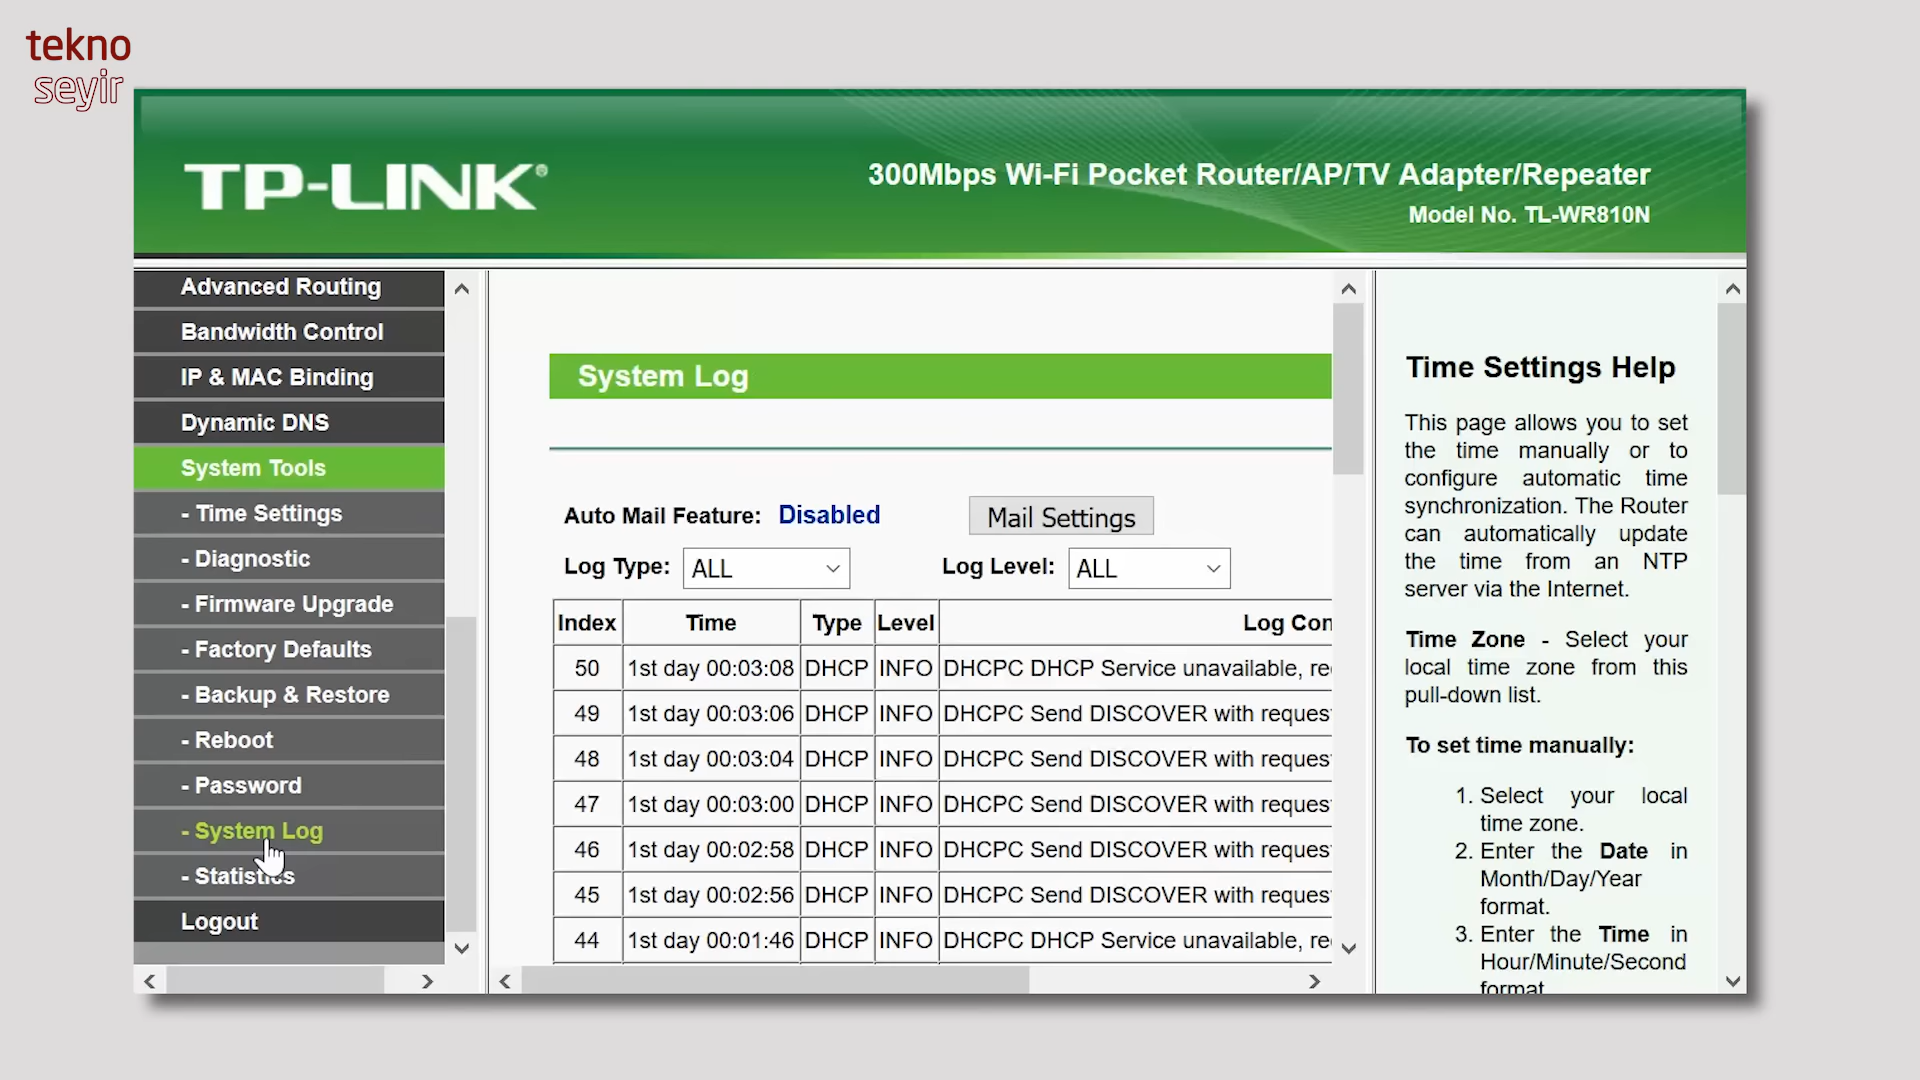 tekno
seyir
TP-LINK®
300Mbps Wi-Fi Pocket Router/AP/TV Adapter/Repeater
Model No. TL-WR810N
Advanced Routing
Bandwidth Control
IP & MAC Binding
Dynamic DNS
System Tools
- Time Settings
- Diagnostic
- Firmware Upgrade
- Factory Defaults
- Backup & Restore
- Reboot
- Password
- System Log
- Statistics
Logout
System Log
Auto Mail Feature: Disabled Mail Settings
Log Type: ALL Log Level: ALL
Index Time Type Level Log Con
50 1st day 00:03:08 DHCP INFO DHCPC DHCP Service unavailable, re
49 1st day 00:03:06 DHCP INFO DHCPC Send DISCOVER with reques
48 1st day 00:03:04 DHCP INFO DHCPC Send DISCOVER with reques
47 1st day 00:03:00 DHCP INFO DHCPC Send DISCOVER with reques
46 1st day 00:02:58 DHCP INFO DHCPC Send DISCOVER with reques
45 1st day 00:02:56 DHCP INFO DHCPC Send DISCOVER with reques
44 1st day 00:01:46 DHCP INFO DHCPC DHCP Service unavailable, re
Time Settings Help
This page allows you to set
the time manually or to
configure automatic time
synchronization. The Router
can automatically update
the time from an NTP
server via the Internet.
Time Zone - Select your
local time zone from this
pull-down list.
To set time manually:
1. Select your local
time zone.
2. Enter the Date in
Month/Day/Year
format.
3. Enter the Time in
Hour/Minute/Second
format